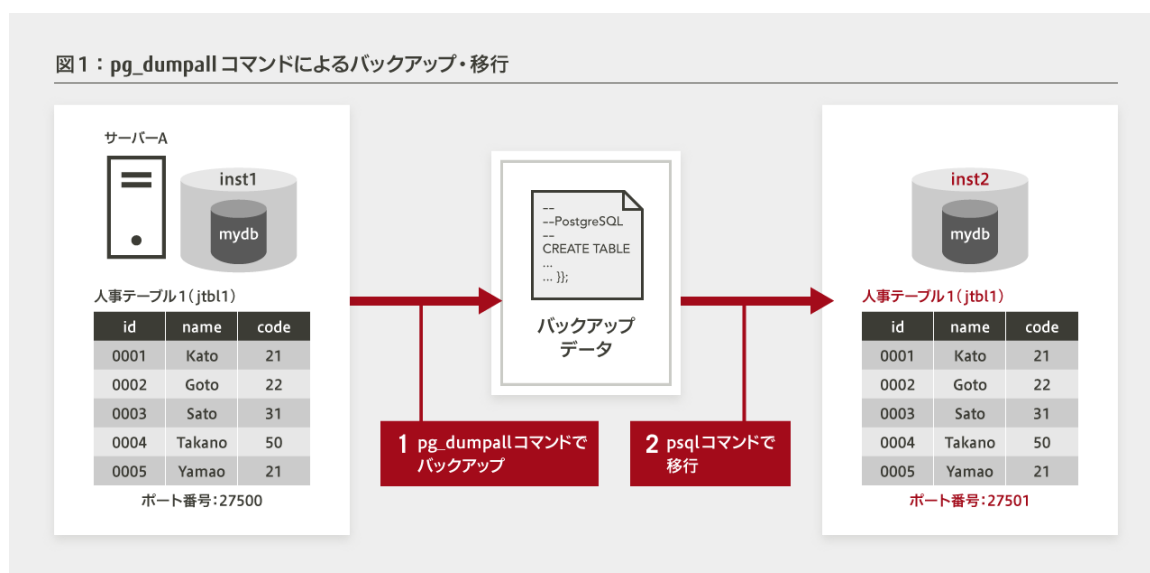 図1：pg_dumpall コマンドによるバックアップ・移行
サーバーA
inst1
mydb
人事テーブル1(jtbl1)
id name code
0001 Kato 21
0002 Goto 22
0003 Sato 31
0004 Takano 50
0005 Yamao 21
ポート番号:27500
--
--PostgreSQL
--
CREATE TABLE
...
... }};
バックアップ
データ
1 pg_dumpallコマンドで
バックアップ
2 psqlコマンドで
移行
inst2
mydb
人事テーブル1(jtbl1)
id name code
0001 Kato 21
0002 Goto 22
0003 Sato 31
0004 Takano 50
0005 Yamao 21
ポート番号:27501